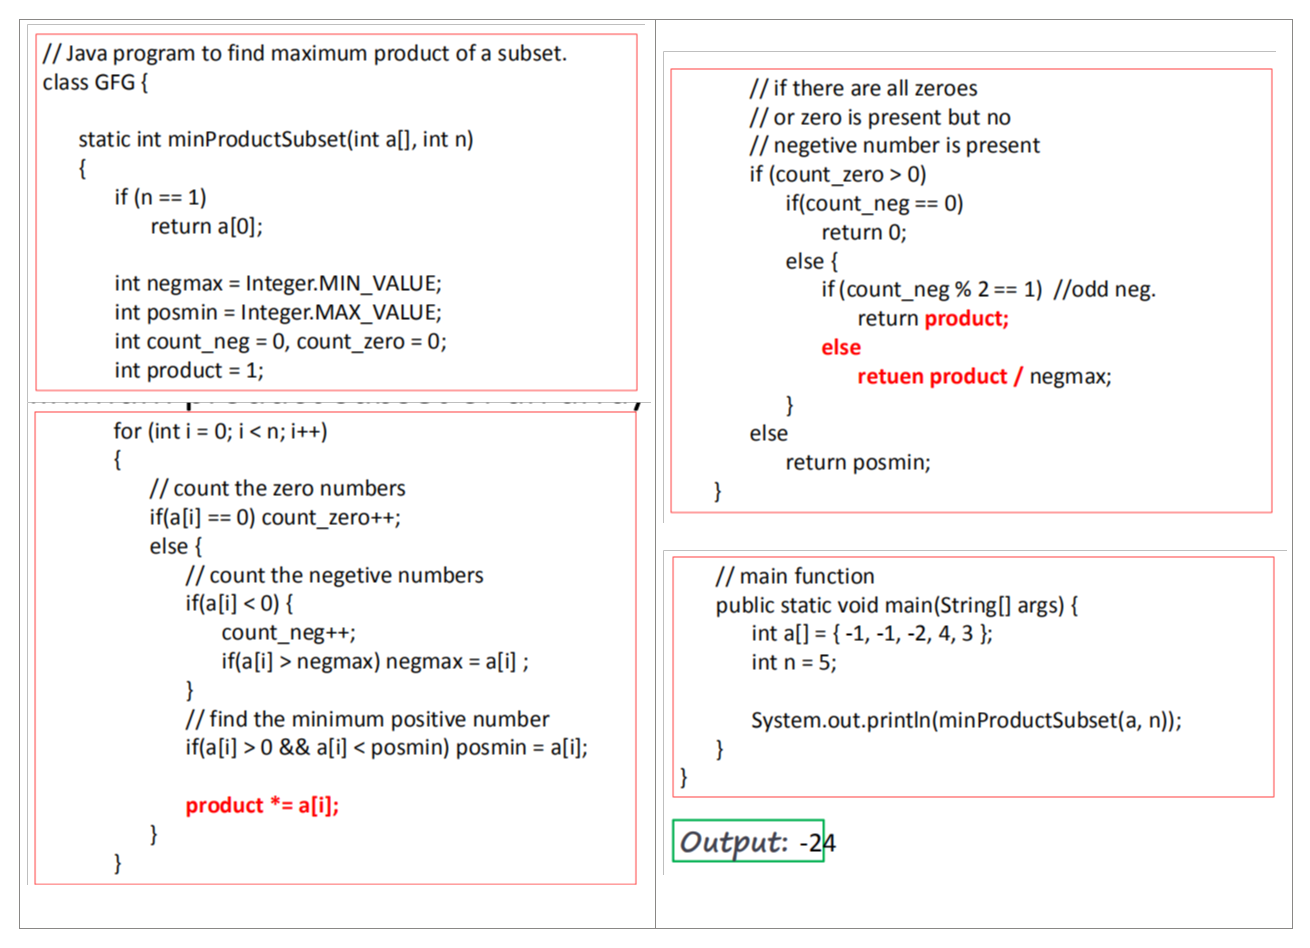 // Java program to find maximum product of a subset.
class GFG {
static int minProductSubset(int a[], int n)
{
if (n == 1)
return a[0];
int negmax = Integer.MIN_VALUE;
int posmin = Integer.MAX_VALUE;
int count_neg = 0, count_zero = 0;
int product = 1;
for (int i = 0; i < n; i++)
{
// count the zero numbers
if(a[i] == 0) count_zero++;
else {
// count the negetive numbers
if(a[i] < 0) {
count_neg++;
if(a[i] > negmax) negmax = a[i] ;
}
// find the minimum positive number
if(a[i] > 0 && a[i] < posmin) posmin = a[i];
product *= a[i];
}
}
// if there are all zeroes
// or zero is present but no
// negetive number is present
if (count_zero > 0)
if(count_neg == 0)
return 0;
else {
if (count_neg % 2 == 1) //odd neg.
return product;
else
retuen product / negmax;
}
else
return posmin;
}
// main function
public static void main(String[] args) {
int a[] = { -1, -1, -2, 4, 3 };
int n = 5;
System.out.println(minProductSubset(a, n));
}
}
Output: -24